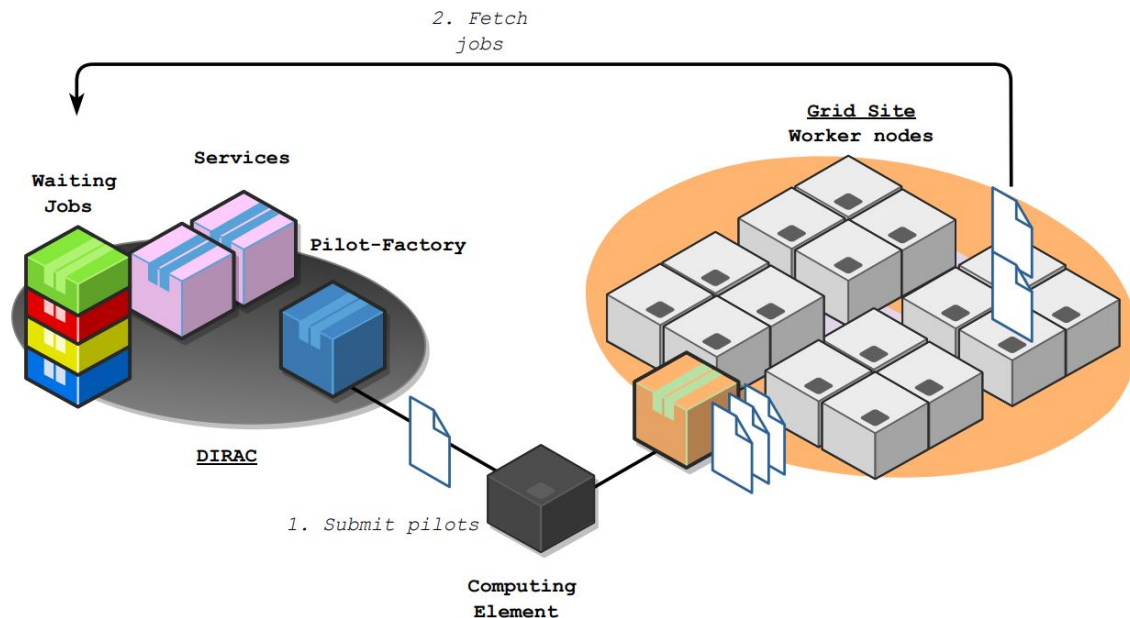 2. Fetch
jobs
Grid Site
Worker nodes
Services
Waiting
Jobs
Pilot-Factory
DIRAC
1. Submit pilots
Computing
Element